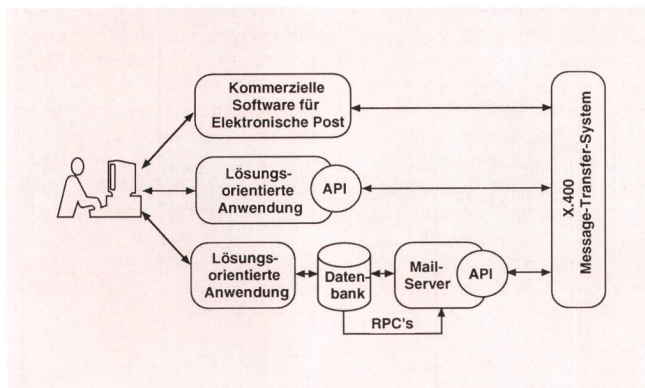 Kommerzielle
Software für
Elektronische Post
Lösungs-
orientierte
Anwendung
API
Lösungs-
orientierte
Anwendung
Daten-
bank
Mail-
Server
API
RPC's
X.400
Message-Transfer-System